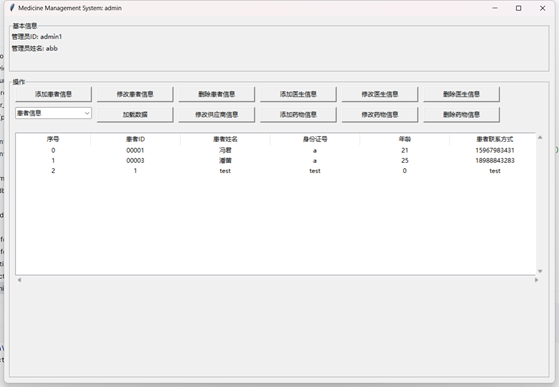 Medicine Management System: admin
基本信息
管理员ID: admin1
管理员姓名: abb
操作
添加患者信息 修改患者信息 删除患者信息 添加医生信息 修改医生信息 删除医生信息
患者信息 加载数据 修改供应商信息 添加药物信息 修改药物信息 删除药物信息
序号 患者ID 患者姓名 身份证号 年龄 患者联系方式
0 00001 冯君 a 21 15967983431
1 00003 潘蕾 a 25 18988843283
2 1 test test 0 test